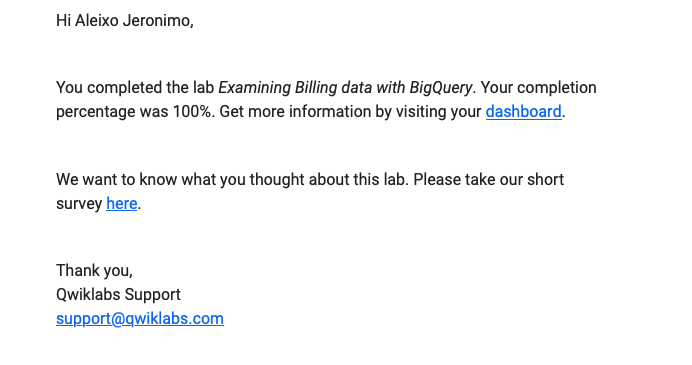 Hi Aleixo Jeronimo,
You completed the lab Examining Billing data with BigQuery. Your completion
percentage was 100%. Get more information by visiting your dashboard.
We want to know what you thought about this lab. Please take our short
survey here.
Thank you,
Qwiklabs Support
support@qwiklabs.com